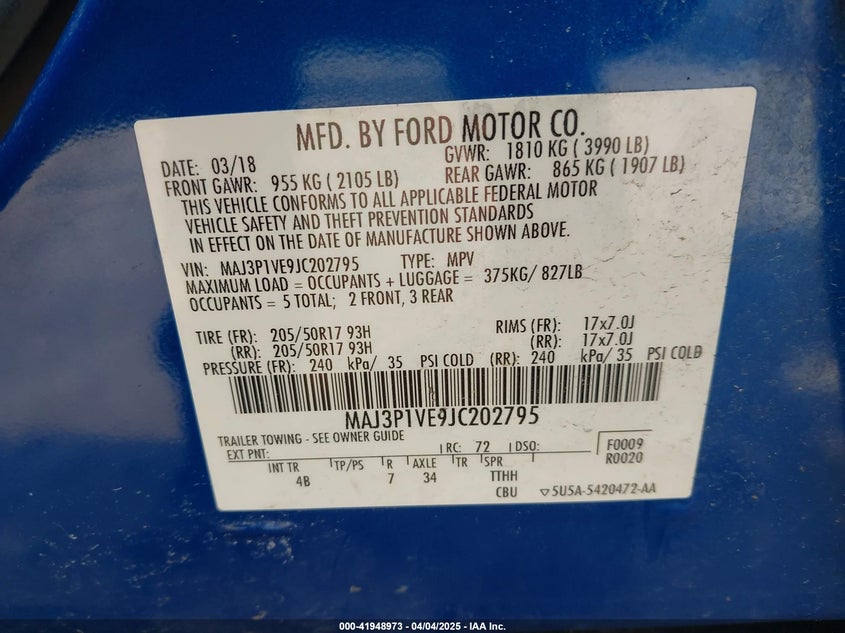 MFD. BY FORD MOTOR CO.
DATE: 03/18
GVWR: 1810 KG ( 3990 LB)
FRONT GAWR: 955 KG ( 2105 LB)
REAR GAWR: 865 KG ( 1907 LB)
THIS VEHICLE CONFORMS TO ALL APPLICABLE FEDERAL MOTOR
VEHICLE SAFETY AND THEFT PREVENTION STANDARDS
IN EFFECT ON THE DATE OF MANUFACTURE SHOWN ABOVE.
VIN: MAJ3P1VE9JC202795 TYPE: MPV
MAXIMUM LOAD = OCCUPANTS + LUGGAGE = 375KG/ 827LB
OCCUPANTS = 5 TOTAL; 2 FRONT, 3 REAR
TIRE (FR): 205/50R17 93H RIMS (FR): 17x7.0J
(RR): 205/50R17 93H (RR): 17x7.0J
PRESSURE (FR): 240 kPa/ 35 PSI COLD (RR): 240 kPa/ 35 PSI COLD
MAJ3P1VE9JC202795
TRAILER TOWING - SEE OWNER GUIDE
EXT PNT: RC: 72 DSO: F0009
R0020
INT TR TP/PS R AXLE TR SPR
4B 7 34 TTHH
CBU 5U5A-5420472-AA
000-41948973 - 04/04/2025 - IAA Inc.